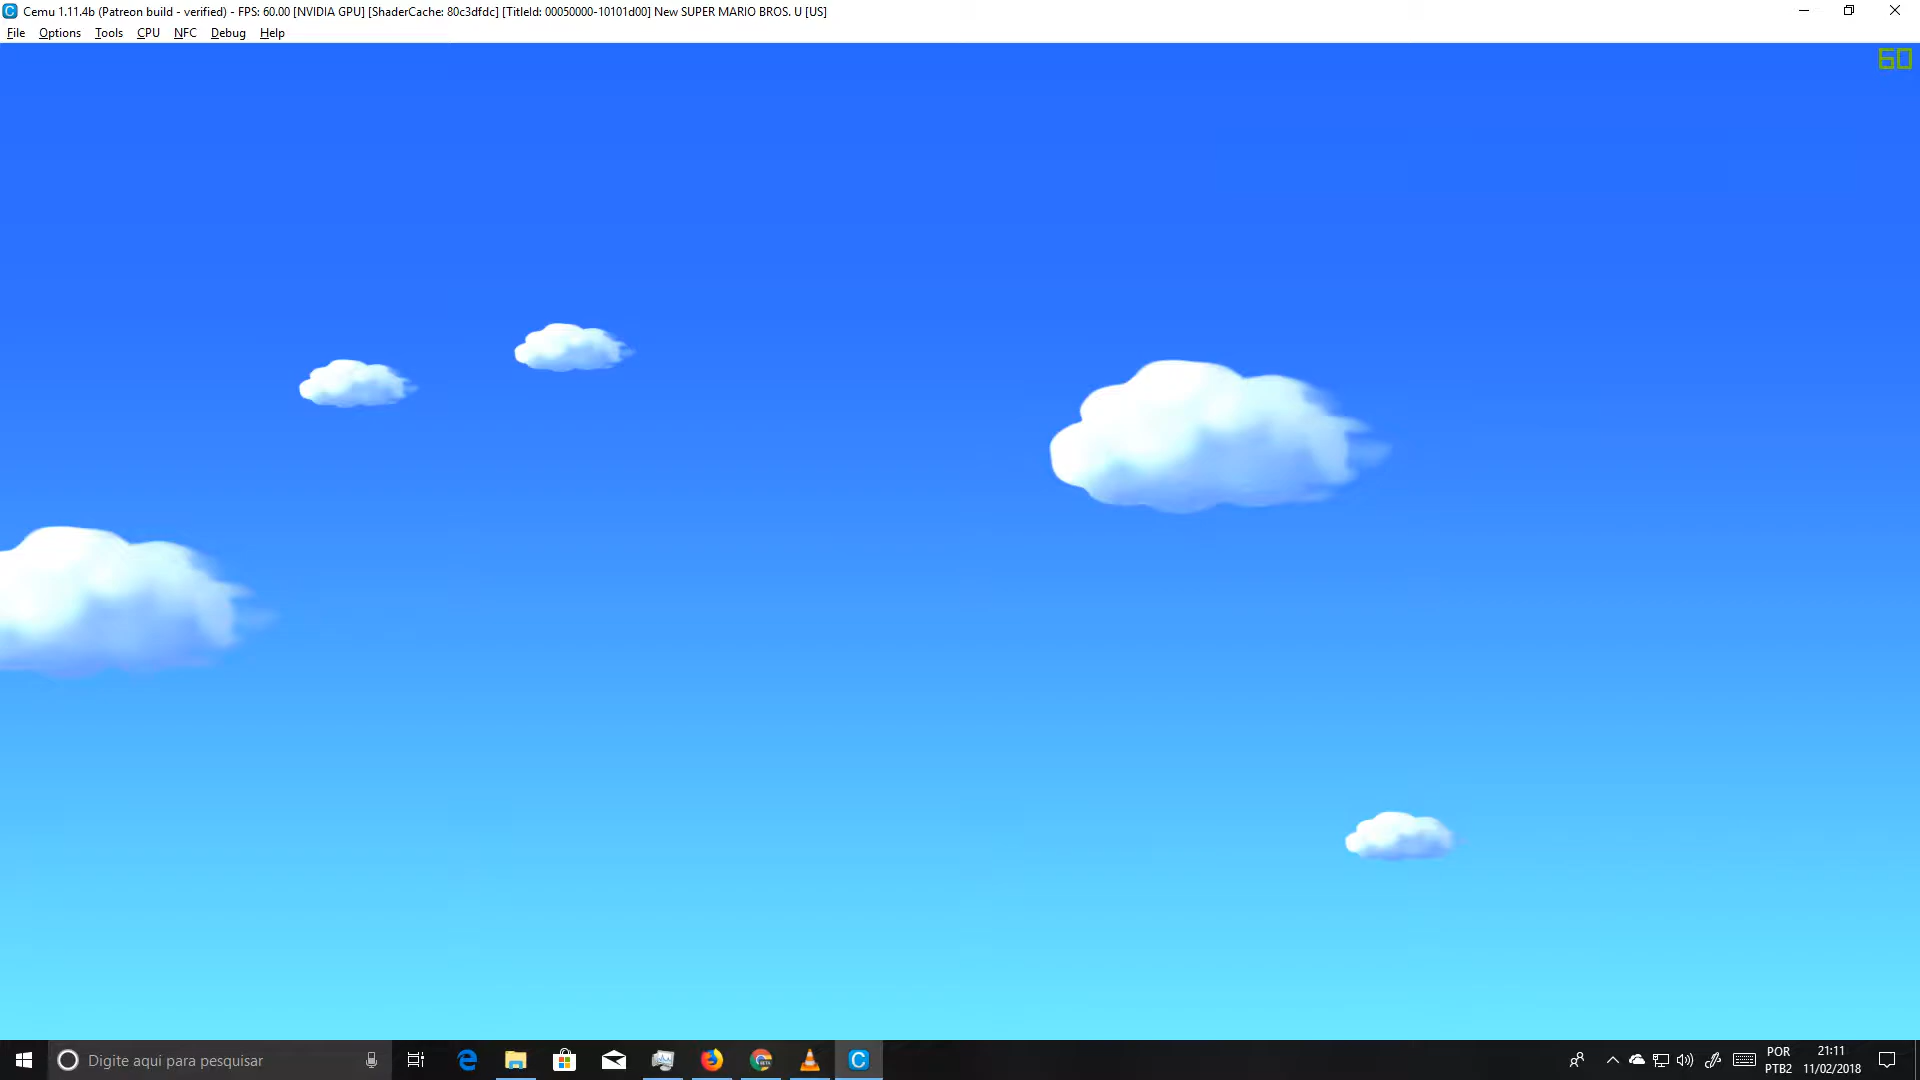 Cemu 1.11.4b (Patreon build - verified) - FPS: 60.00 [NVIDIA GPU] [ShaderCache: 80c3dfdc] [TitleId: 00050000-10101d00] New SUPER MARIO BROS. U [US]
File Options Tools CPU NFC Debug Help
60
Digite aqui para pesquisar
BETA
POR
PTB2
21:11
11/02/2018